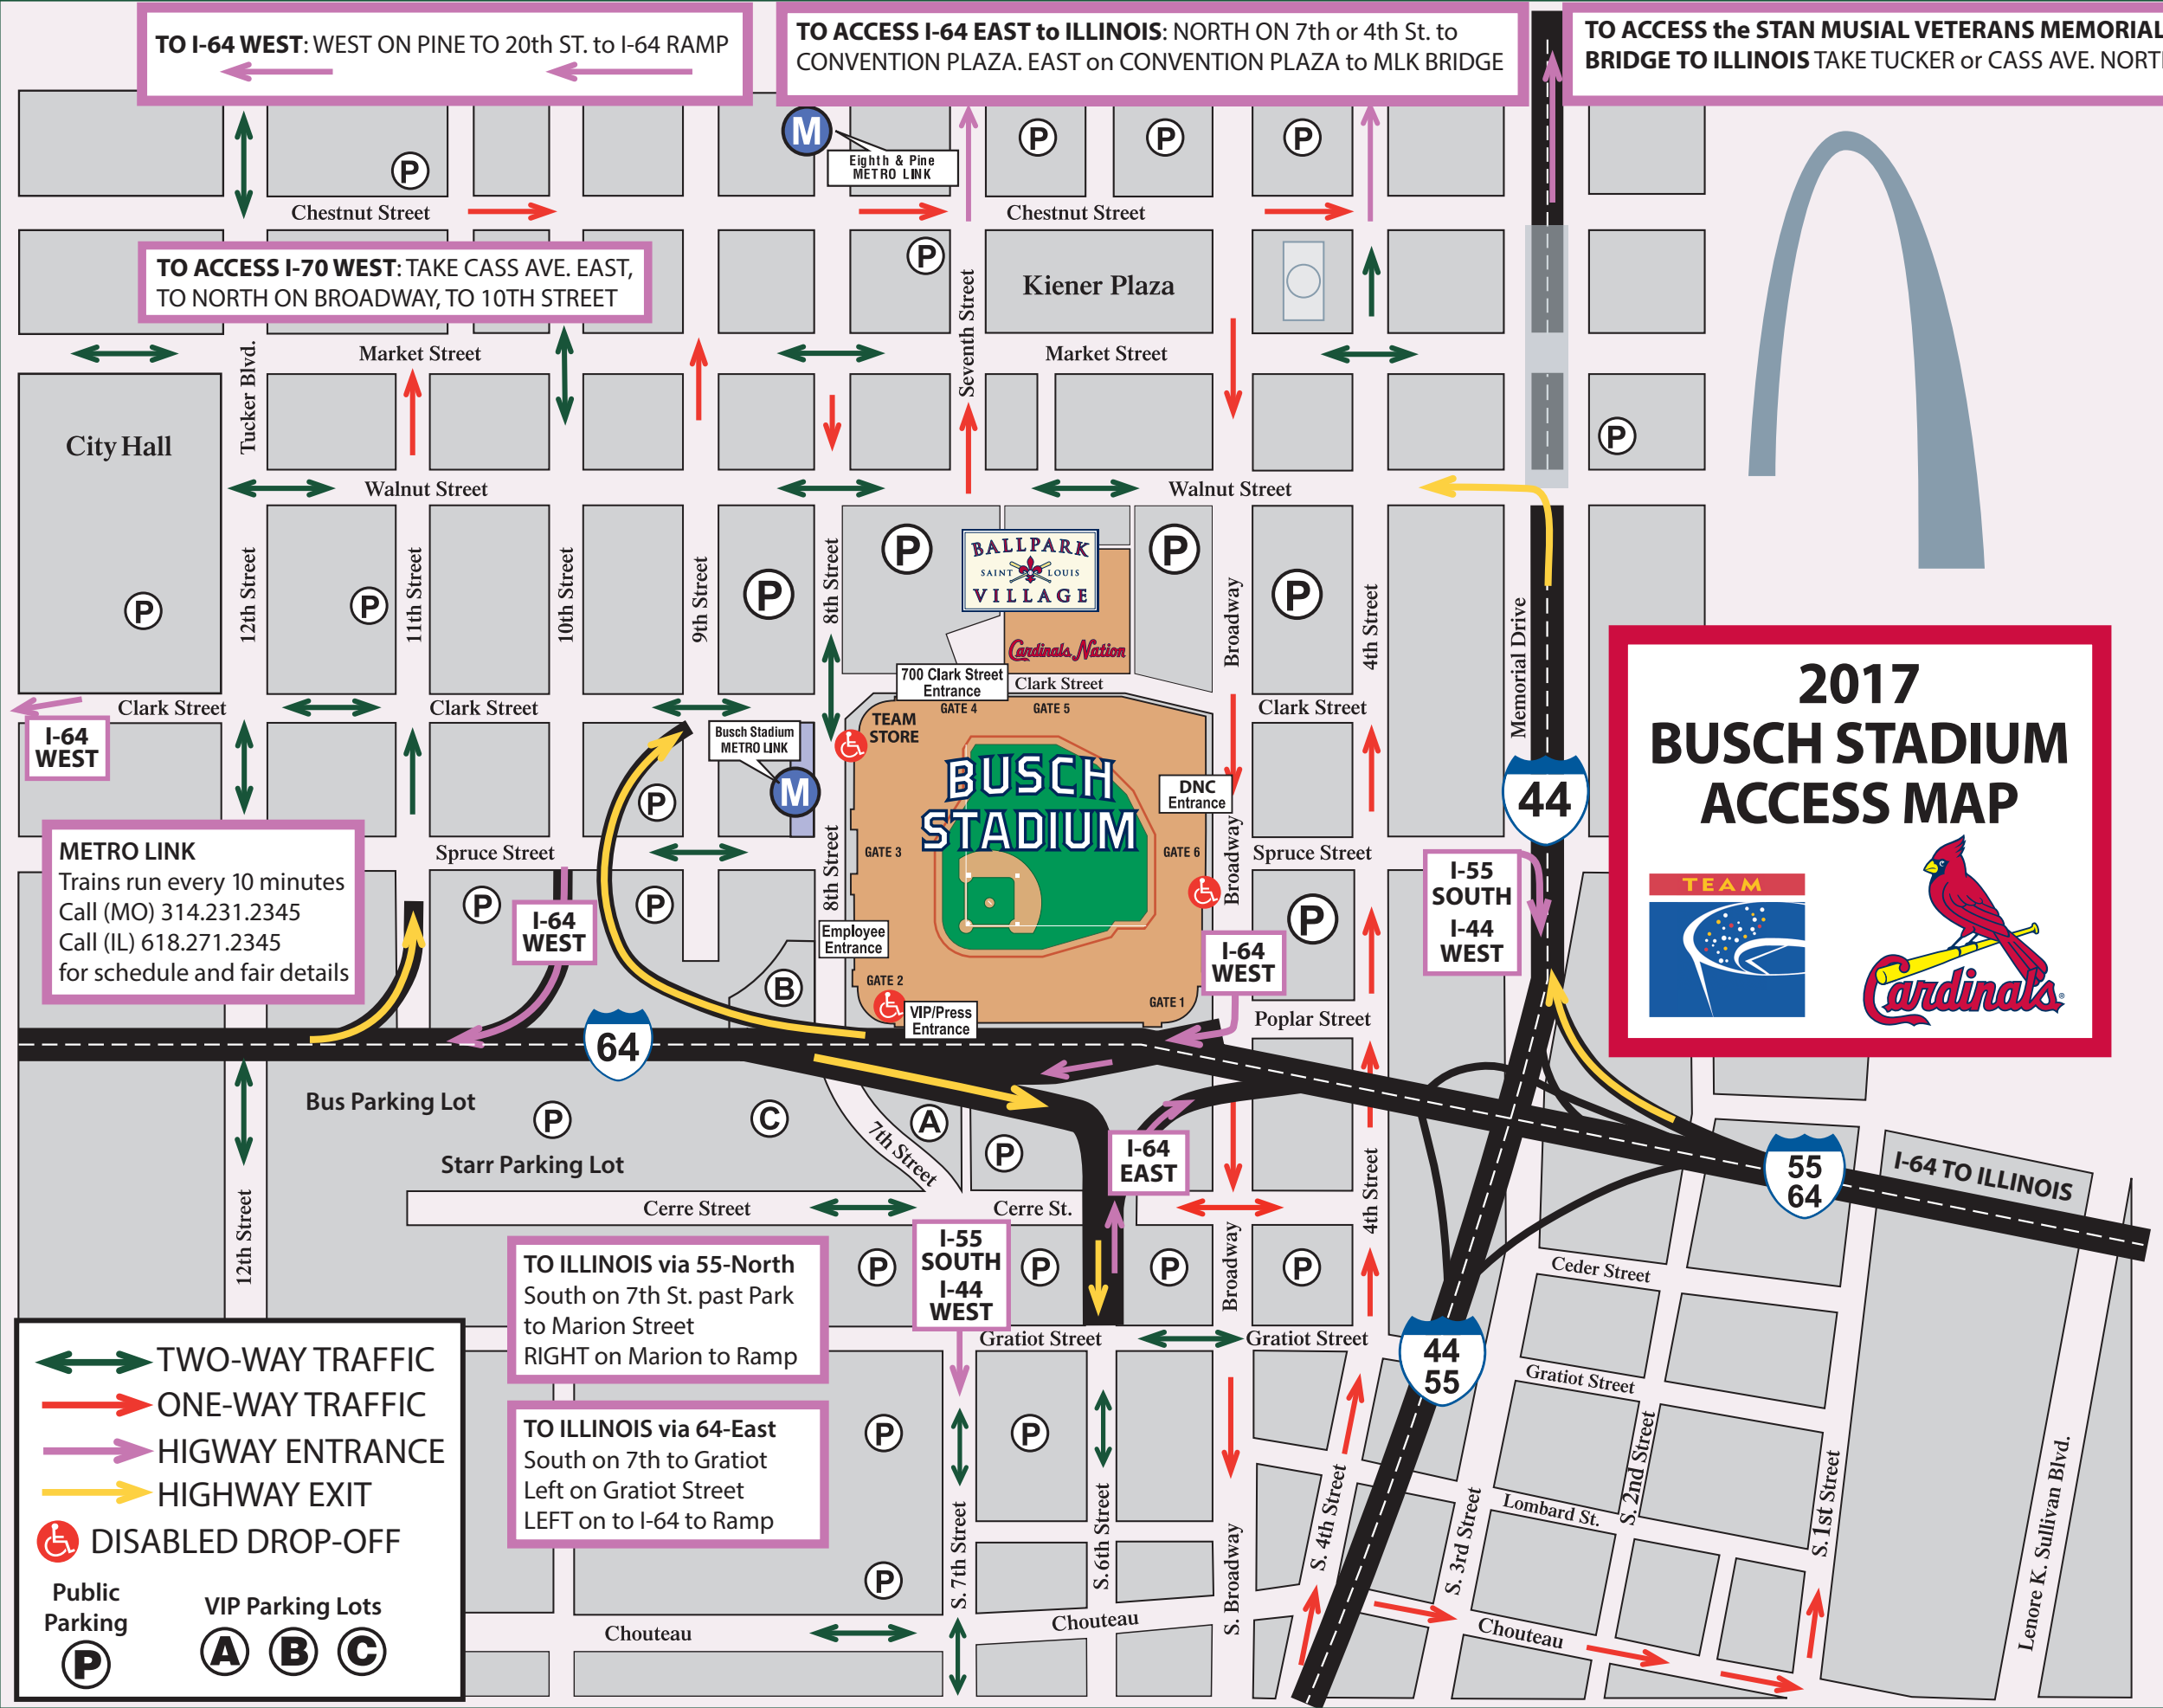 TO I-64 WEST: WEST ON PINE TO 20th ST. to I-64 RAMP
TO ACCESS I-64 EAST to ILLINOIS: NORTH ON 7th or 4th St. to
CONVENTION PLAZA. EAST on CONVENTION PLAZA to MLK BRIDGE
TO ACCESS the STAN MUSIAL VETERANS MEMORIAL
BRIDGE TO ILLINOIS TAKE TUCKER or CASS AVE. NORT
M
P
P
P
P
Eighth & Pine
METRO LINK
Chestnut Street
Chestnut Street
TO ACCESS I-70 WEST: TAKE CASS AVE. EAST,
TO NORTH ON BROADWAY, TO 10TH STREET
P
Kiener Plaza
Seventh Street
Tucker Blvd.
Market Street
Market Street
City Hall
P
Walnut Street
Walnut Street
P
P
12th Street
11th Street
10th Street
9th Street
P
8th Street
P
BALLPARK
SAINT LOUIS
VILLAGE
Cardinals Nation
P
Broadway
P
4th Street
Memorial Drive
700 Clark Street
Entrance
Clark Street
Clark Street
Clark Street
Clark Street
I-64
WEST
GATE 4
GATE 5
TEAM
STORE
Busch Stadium
METRO LINK
M
P
BUSCH
STADIUM
DNC
Entrance
44
2017
BUSCH STADIUM
ACCESS MAP
TEAM
Cardinals
METRO LINK
Trains run every 10 minutes
Call (MO) 314.231.2345
Call (IL) 618.271.2345
for schedule and fair details
Spruce Street
8th Street
GATE 3
GATE 6
Broadway
Spruce Street
I-55
SOUTH
I-44
WEST
P
I-64
WEST
P
Employee
Entrance
P
I-64
WEST
B
GATE 2
GATE 1
VIP/Press
Entrance
Poplar Street
64
Bus Parking Lot
P
C
A
7th Street
P
Starr Parking Lot
I-64
EAST
4th Street
55
64
I-64 TO ILLINOIS
12th Street
Cerre Street
Cerre St.
I-55
SOUTH
I-44
WEST
TO ILLINOIS via 55-North
South on 7th St. past Park
to Marion Street
RIGHT on Marion to Ramp
P
P
P
Broadway
P
Ceder Street
Gratiot Street
Gratiot Street
44
55
Gratiot Street
TO ILLINOIS via 64-East
South on 7th to Gratiot
Left on Gratiot Street
LEFT on to I-64 to Ramp
P
P
P
S. 7th Street
S. 6th Street
S. Broadway
S. 4th Street
S. 3rd Street
Lombard St.
S. 2nd Street
S. 1st Street
Lenore K. Sullivan Blvd.
Chouteau
Chouteau
Chouteau
TWO-WAY TRAFFIC
ONE-WAY TRAFFIC
HIGWAY ENTRANCE
HIGHWAY EXIT
DISABLED DROP-OFF
Public
Parking
P
VIP Parking Lots
A B C